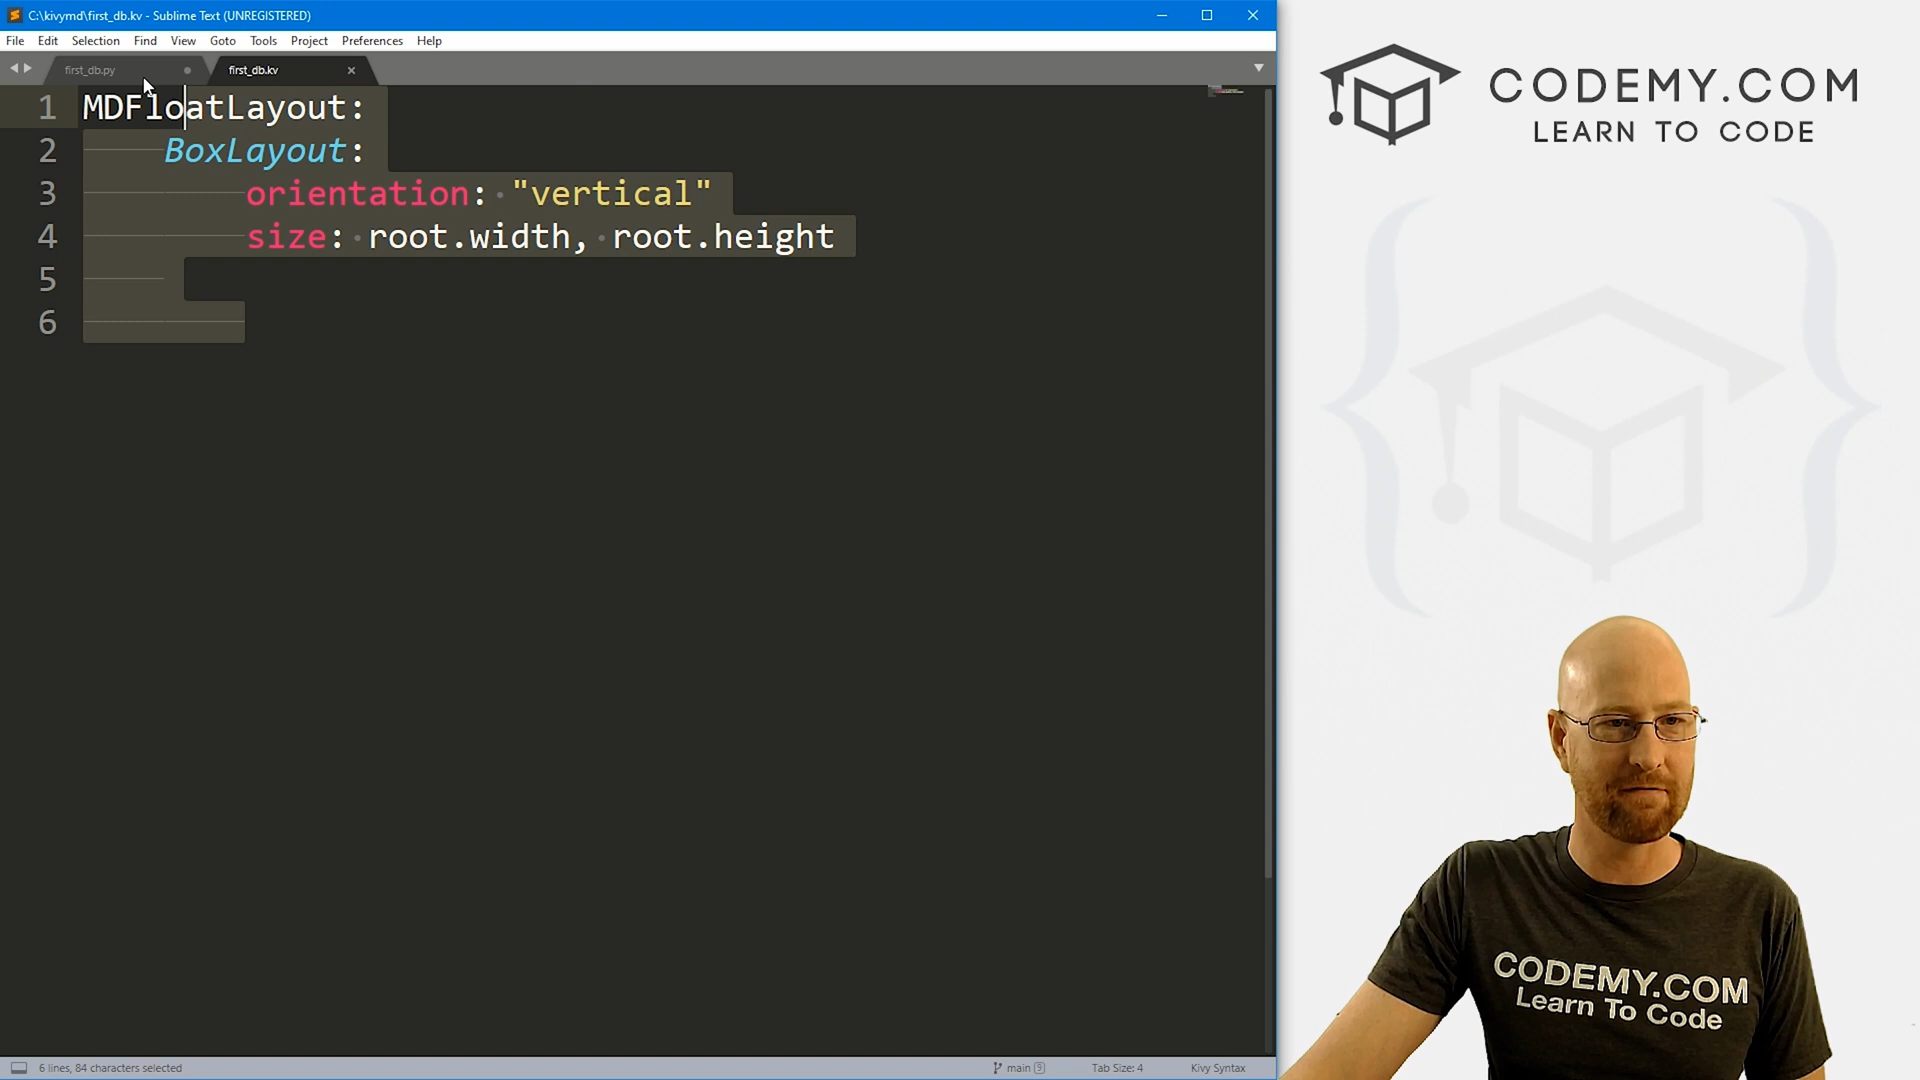 C:\kivymd\first_db.kv - Sublime Text (UNREGISTERED)
File Edit Selection Find View Goto Tools Project Preferences Help
first_db.py first_db.kv
1 MDFloatLayout:
2 BoxLayout:
3 orientation: "vertical"
4 size: root.width, root.height
5
6
6 lines, 84 characters selected
main 9
Tab Size: 4
Kivy Syntax
CODEMY.COM
LEARN TO CODE
CODEMY.COM
Learn To Code